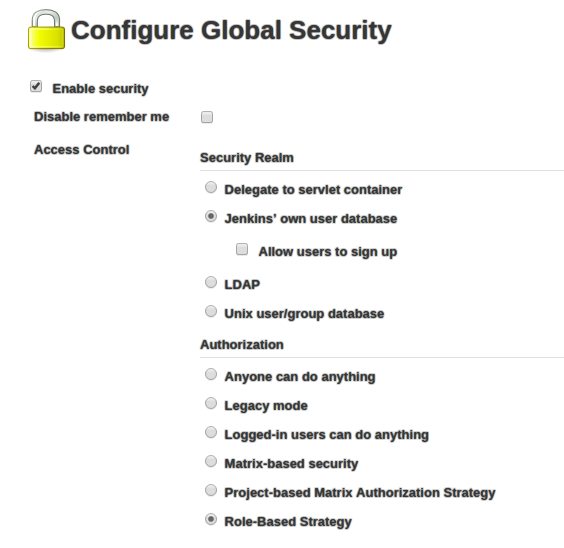 Configure Global Security
Enable security
Disable remember me
Access Control
Security Realm
Delegate to servlet container
Jenkins’ own user database
Allow users to sign up
LDAP
Unix user/group database
Authorization
Anyone can do anything
Legacy mode
Logged-in users can do anything
Matrix-based security
Project-based Matrix Authorization Strategy
Role-Based Strategy